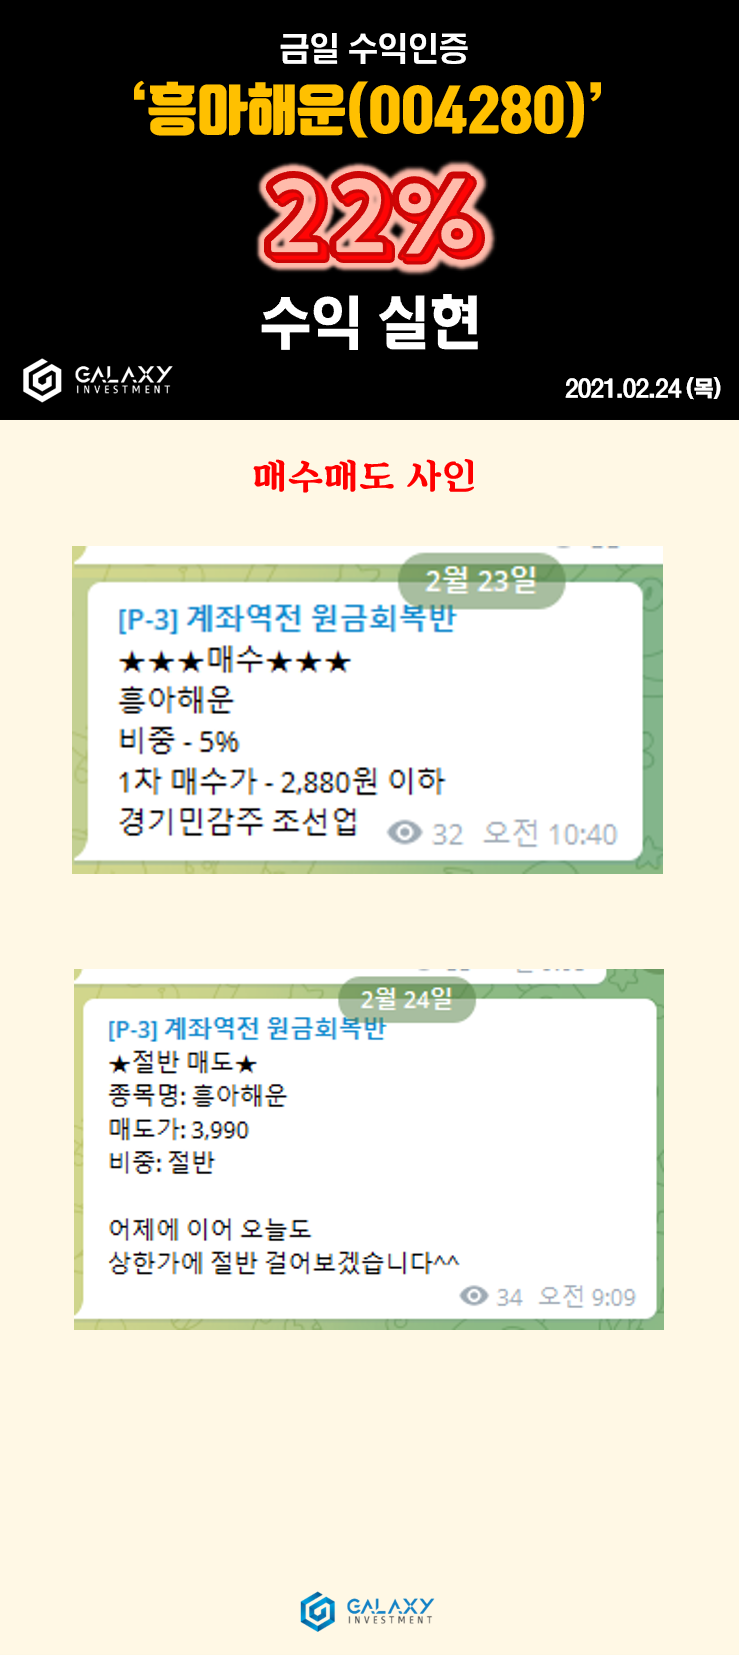 금일 수익인증
‘흥아해운(004280)’
22%
수익 실현
GALAXY
INVESTMENT
2021.02.24 (목)
매수매도 사인
2월 23일
[P-3] 계좌역전 원금회복반
★★★매수★★★
흥아해운
비중 - 5%
1차 매수가 - 2,880원 이하
경기민감주 조선업
32 오전 10:40
2월 24일
[P-3] 계좌역전 원금회복반
★절반 매도★
종목명: 흥아해운
매도가: 3,990
비중: 절반
어제에 이어 오늘도
상한가에 절반 걸어보겠습니다^^
34 오전 9:09
GALAXY
INVESTMENT